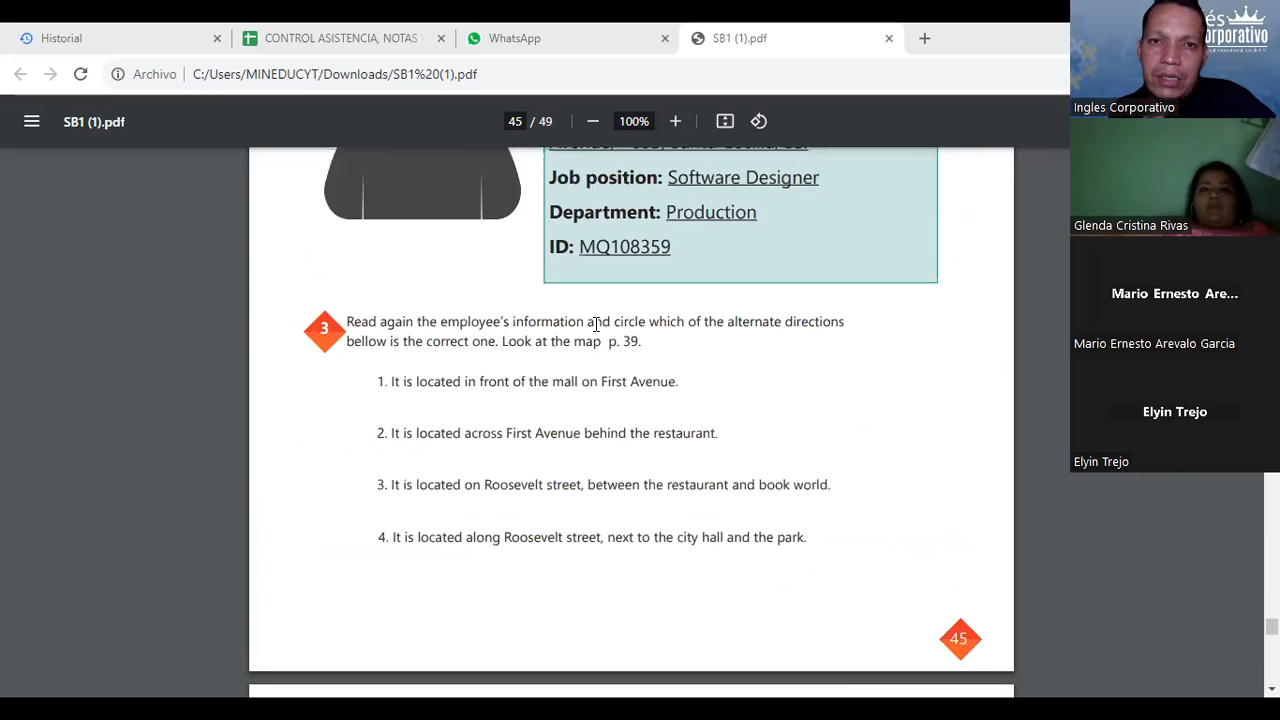 Historial
CONTROL ASISTENCIA, NOTAS
WhatsApp
SB1 (1).pdf
Archivo
C:/Users/MINEDUCYT/Downloads/SB1%20(1).pdf
SB1 (1).pdf
45 / 49
100%
Job position: Software Designer
Department: Production
ID: MQ108359
3
Read again the employee's information and circle which of the alternate directions
bellow is the correct one. Look at the map p. 39.
1. It is located in front of the mall on First Avenue.
2. It is located across First Avenue behind the restaurant.
3. It is located on Roosevelt street, between the restaurant and book world.
4. It is located along Roosevelt street, next to the city hall and the park.
45
Ingles Corporativo
Glenda Cristina Rivas
Mario Ernesto Are...
Mario Ernesto Arevalo Garcia
Elyin Trejo
Elyin Trejo